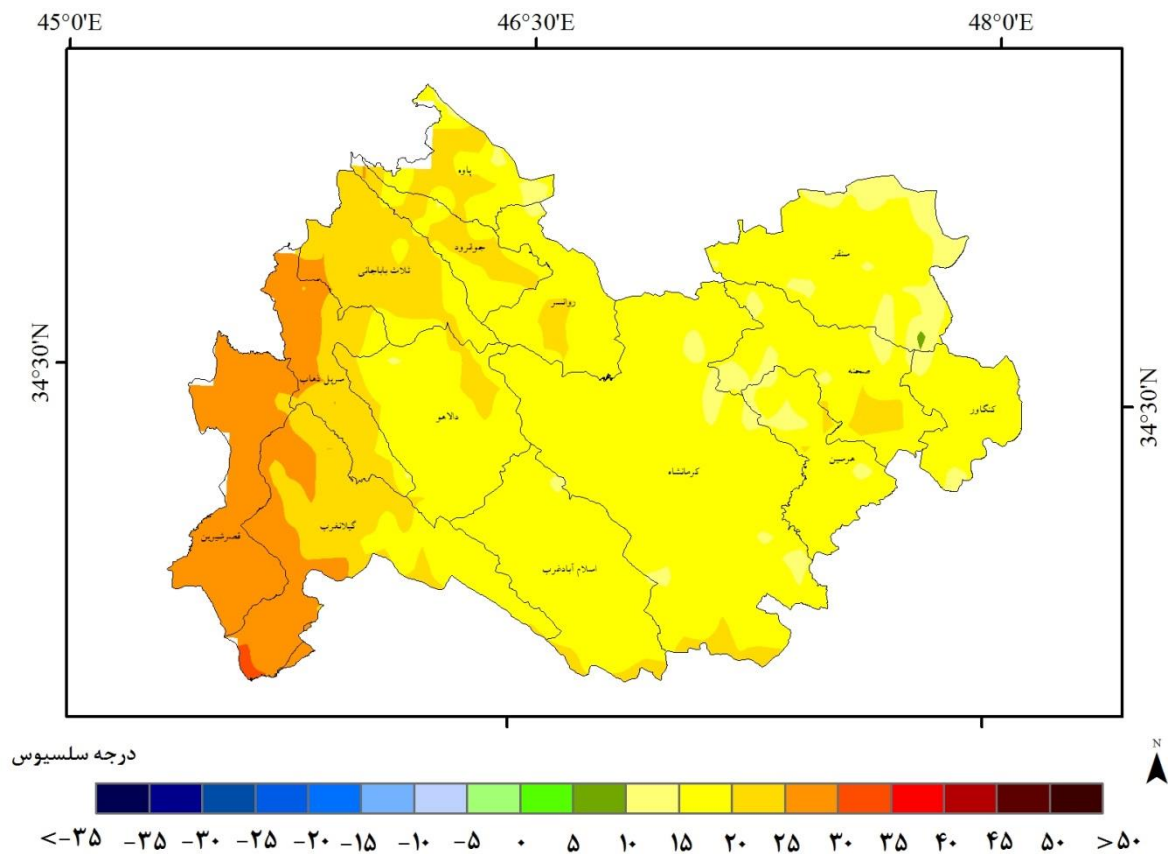 45°0'E 46°30'E 48°0'E
34°30'N
34°30'N
پاوه
جوانرود
ثلاث باباجانی
روانسر
سنقر
سرپل ذهاب
دالاهو
صحنه
کنگاور
کرمانشاه
هرسین
گیلانغرب
قصرشیرین
اسلام آبادغرب
درجه سلسیوس
N
<-۳۵ -۳۵ -۳۰ -۲۵ -۲۰ -۱۵ -۱۰ -۵ ۰ ۵ ۱۰ ۱۵ ۲۰ ۲۵ ۳۰ ۳۵ ۴۰ ۴۵ ۵۰ >۵۰